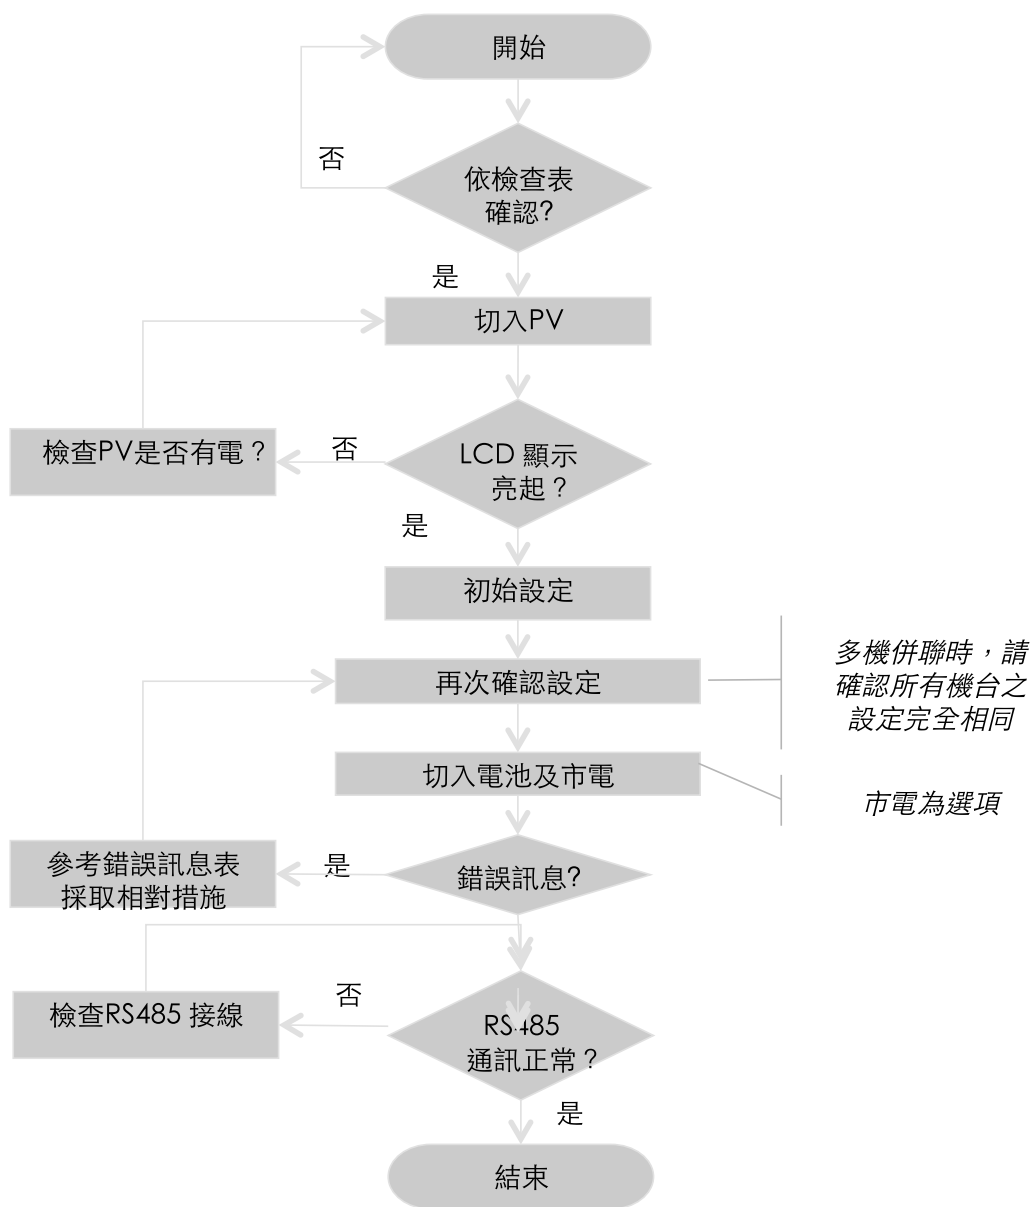 開始
否
依檢查表
確認?
是
切入PV
檢查PV是否有電？
否
LCD 顯示
亮起？
是
初始設定
再次確認設定
多機併聯時，請
確認所有機台之
設定完全相同
切入電池及市電
市電為選項
參考錯誤訊息表
採取相對措施
是
錯誤訊息?
檢查RS485 接線
否
RS485
通訊正常？
是
結束